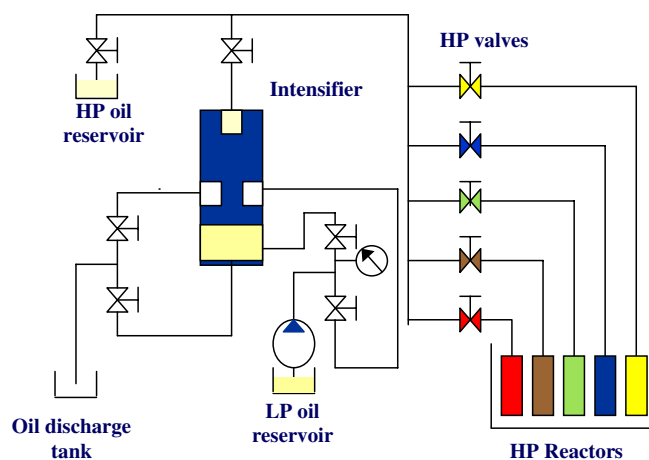 HP valves
Intensifier
HP oil
reservoir
LP oil
reservoir
Oil discharge
tank
HP Reactors